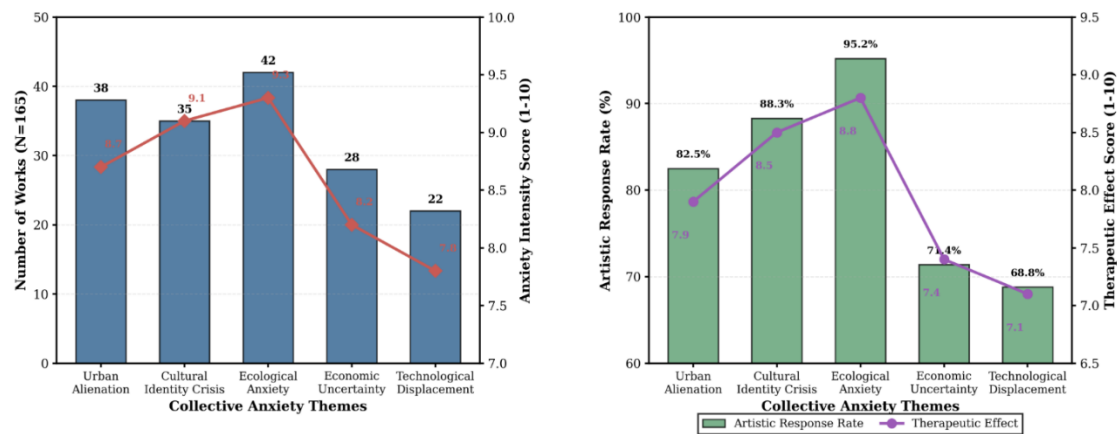 50
40
30
20
10
0
Number of Works (N=165)
38
35
42
28
22
8.7
9.1
9.3
8.2
7.8
10.0
9.5
9.0
8.5
8.0
7.5
7.0
Anxiety Intensity Score (1-10)
Urban
Alienation
Cultural
Identity Crisis
Ecological
Anxiety
Economic
Uncertainty
Technological
Displacement
Collective Anxiety Themes
100
90
80
70
60
Artistic Response Rate (%)
82.5%
88.3%
95.2%
71.4%
68.8%
7.9
8.5
8.8
7.4
7.1
9.5
9.0
8.5
8.0
7.5
7.0
6.5
Therapeutic Effect Score (1-10)
Urban
Alienation
Cultural
Identity Crisis
Ecological
Anxiety
Economic
Uncertainty
Technological
Displacement
Collective Anxiety Themes
Artistic Response Rate
Therapeutic Effect